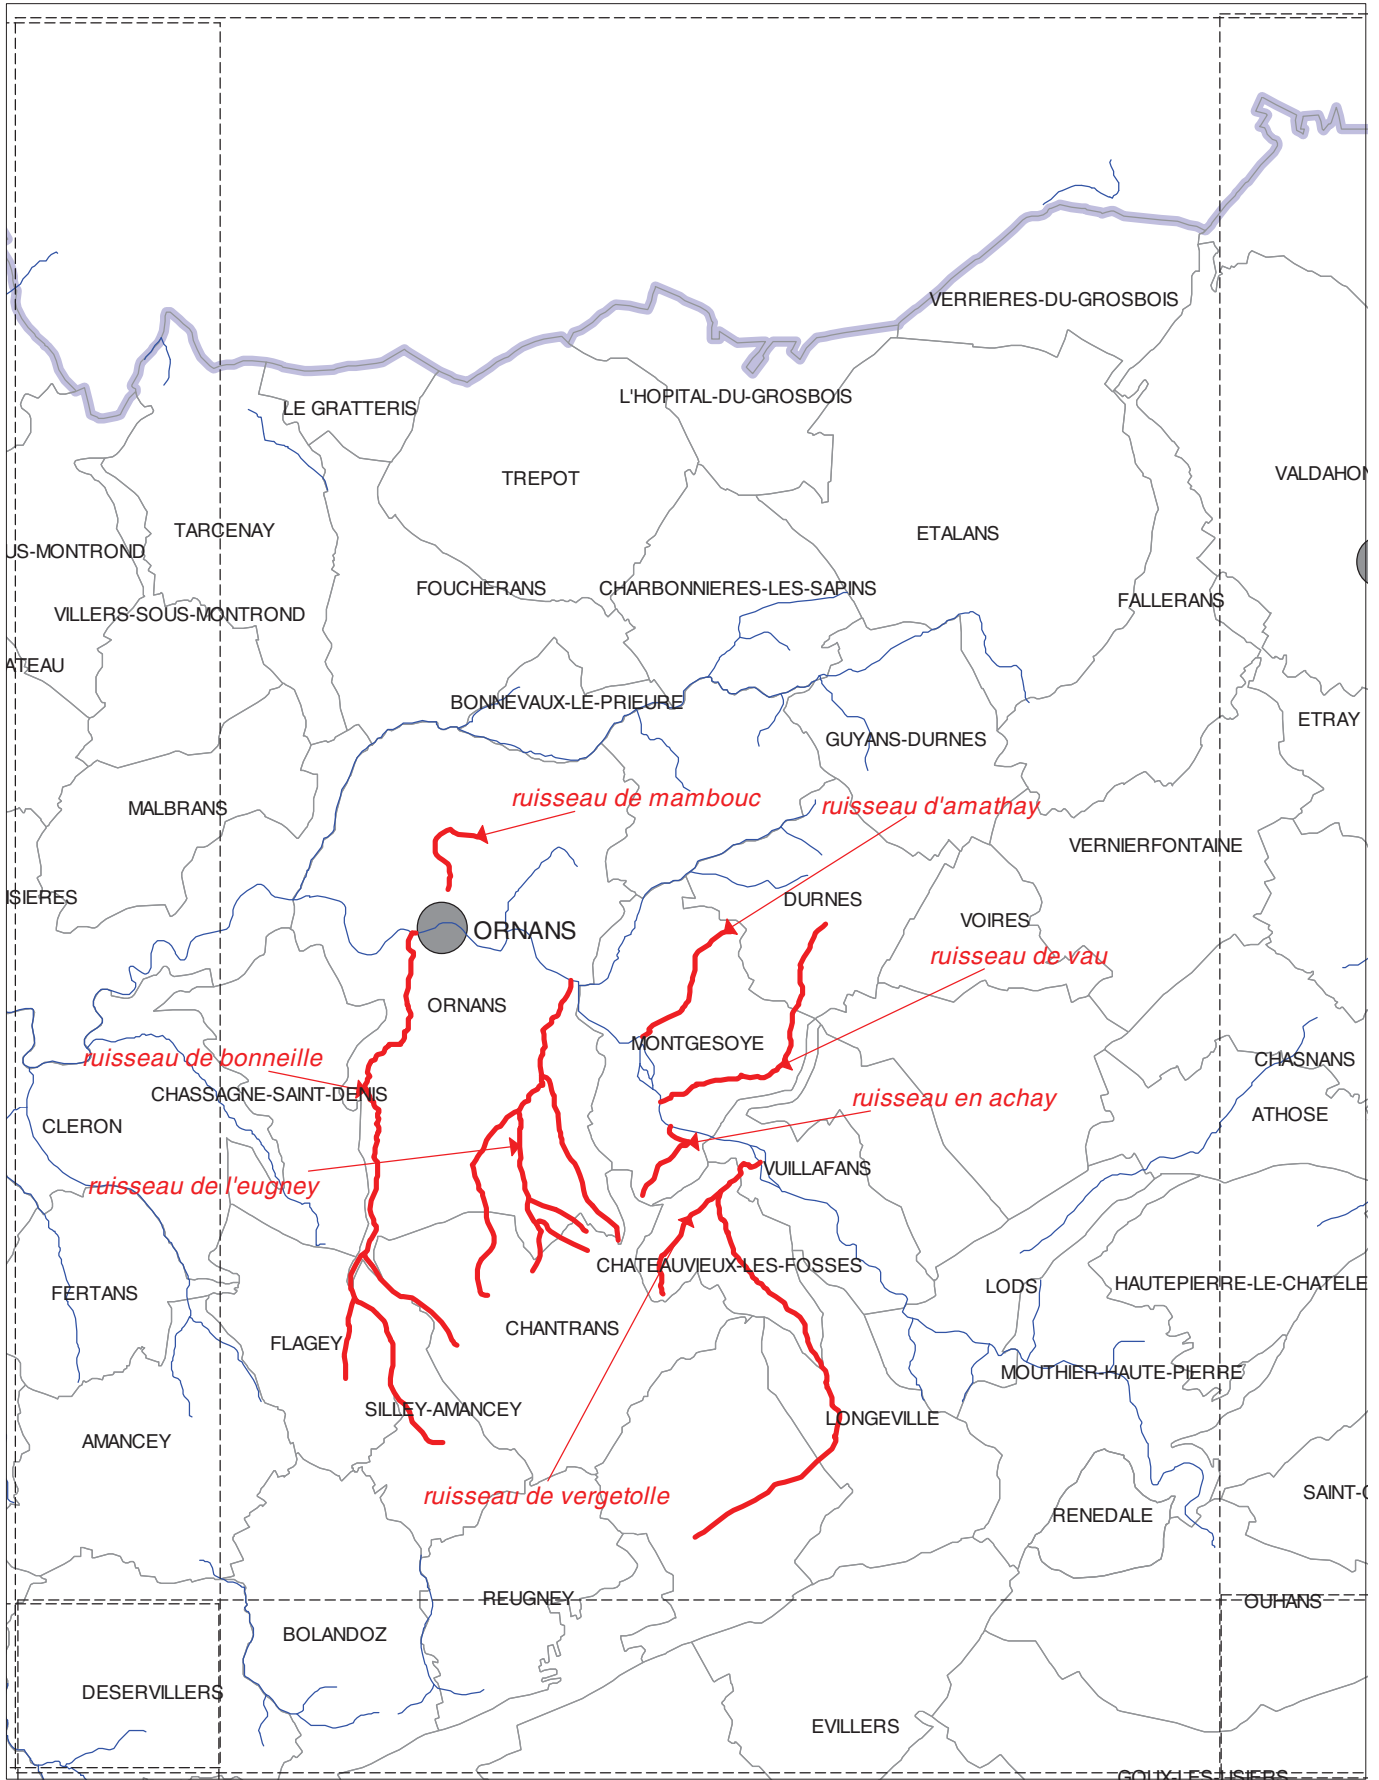 VERRIERES-DU-GROSBOIS
L'HOPITAL-DU-GROSBOIS
LE GRATTERIS
TREPOT
VALDAHON
TARCENAY
ETALANS
US-MONTROND
FOUCHERANS
CHARBONNIERES-LES-SAPINS
FALLERANS
VILLERS-SOUS-MONTROND
ATEAU
BONNEVAUX-LE-PRIEURE
ETRAY
GUYANS-DURNES
ruisseau de mambouc
ruisseau d'amathay
MALBRANS
VERNIERFONTAINE
ISIERES
DURNES
VOIRES
ORNANS
ruisseau de vau
ORNANS
MONTGESOYE
ruisseau de bonneille
CHASNANS
CHASSAGNE-SAINT-DENIS
ruisseau en achay
ATHOSE
CLERON
VUILLAFANS
ruisseau de l'eugney
CHATEAUVIEUX-LES-FOSSES
LODS
HAUTEPIERRE-LE-CHATELE
FERTANS
CHANTRANS
FLAGEY
MOUTHIER-HAUTE-PIERRE
SILLEY-AMANCEY
LONGEVILLE
AMANCEY
ruisseau de vergetolle
SAINT-G
RENEDALE
REUGNEY
OUHANS
BOLANDOZ
DESERVILLERS
EVILLERS
GOUX-LES-USIERS